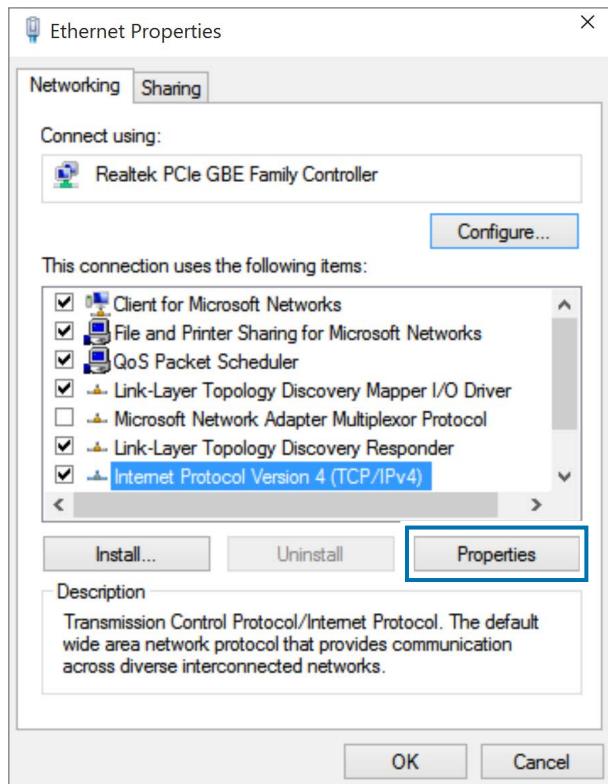 Ethernet Properties
Networking
Sharing
Connect using:
Realtek PCIe GBE Family Controller
Configure...
This connection uses the following items:
Client for Microsoft Networks
File and Printer Sharing for Microsoft Networks
QoS Packet Scheduler
Link-Layer Topology Discovery Mapper I/O Driver
Microsoft Network Adapter Multiplexor Protocol
Link-Layer Topology Discovery Responder
Internet Protocol Version 4 (TCP/IPv4)
Install...
Uninstall
Properties
Description
Transmission Control Protocol/Internet Protocol. The default
wide area network protocol that provides communication
across diverse interconnected networks.
OK
Cancel